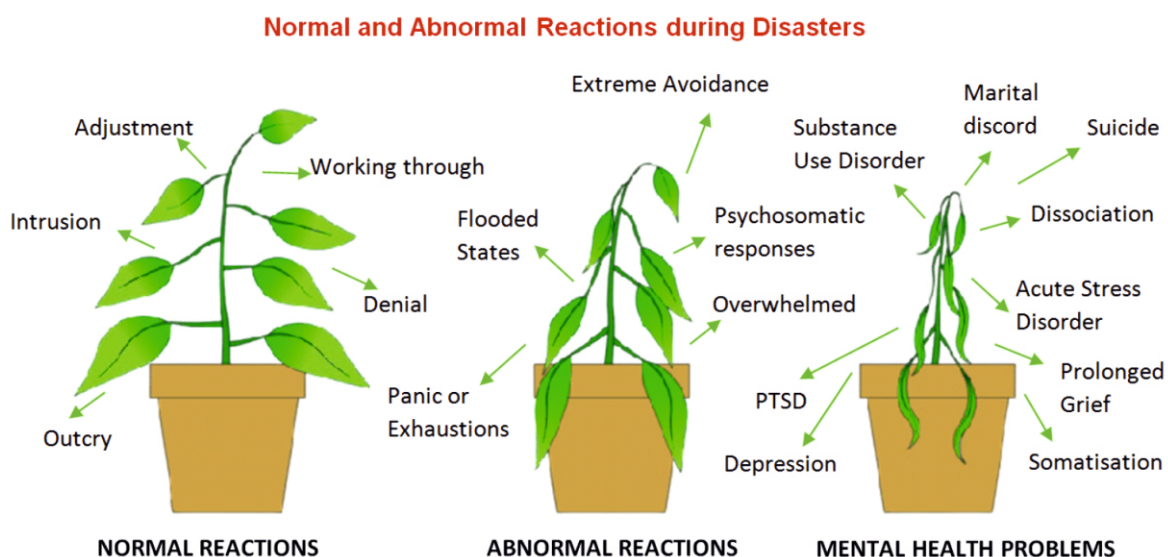 Normal and Abnormal Reactions during Disasters
Adjustment
Working through
Intrusion
Denial
Outcry
NORMAL REACTIONS
Extreme Avoidance
Flooded
States
Psychosomatic
responses
Overwhelmed
Panic or
Exhaustions
ABNORMAL REACTIONS
Marital
discord
Substance
Use Disorder
Suicide
Dissociation
Acute Stress
Disorder
PTSD
Prolonged
Grief
Depression
Somatisation
MENTAL HEALTH PROBLEMS